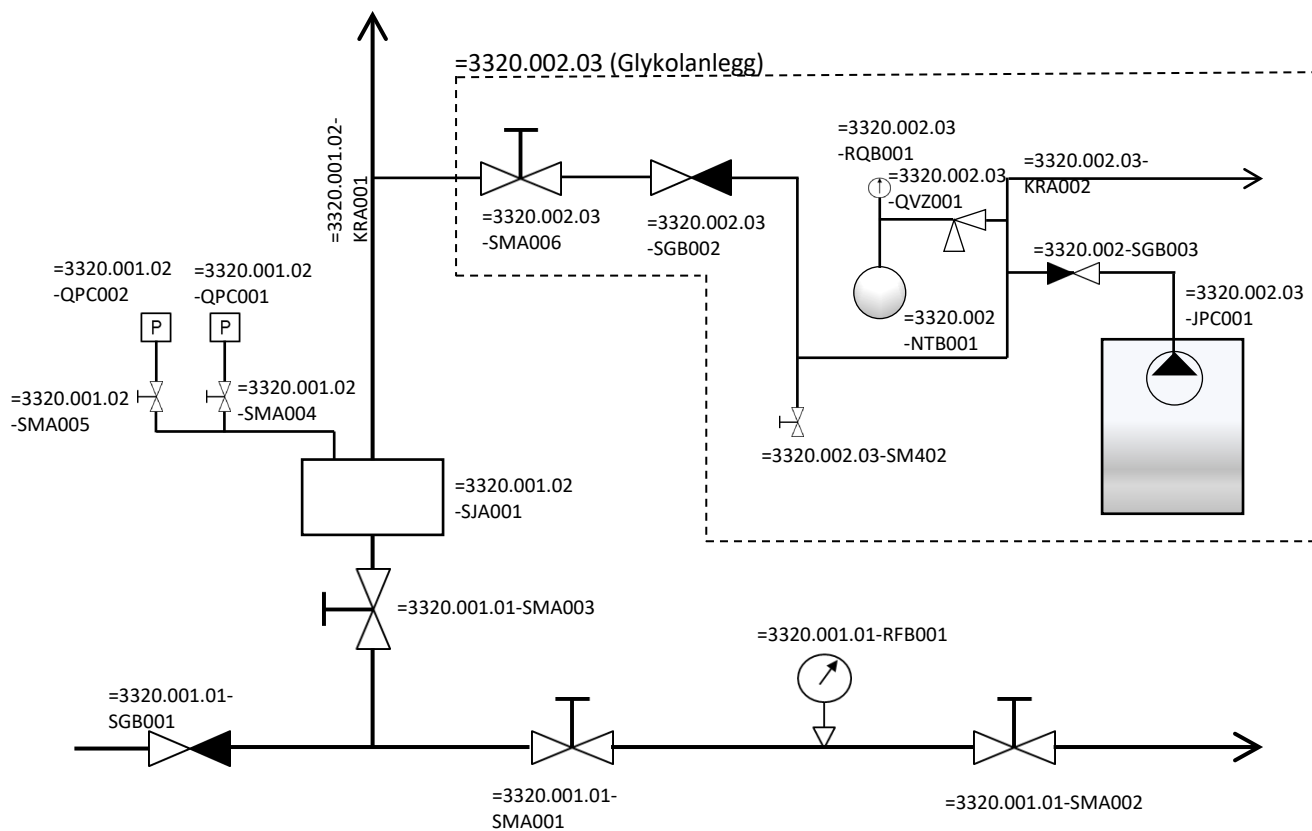 =3320.002.03 (Glykolanlegg)
=3320.001.02-
KRA001
=3320.002.03
-RQB001
=3320.002.03
-QVZ001
=3320.002.03-
KRA002
=3320.002.03
-SMA006
=3320.002.03
-SGB002
=3320.002-SGB003
=3320.001.02
-QPC002
=3320.001.02
-QPC001
=3320.002.03
-JPC001
P
P
=3320.002
-NTB001
=3320.001.02
-SMA005
=3320.001.02
-SMA004
=3320.002.03-SM402
=3320.001.02
-SJA001
=3320.001.01-SMA003
=3320.001.01-RFB001
=3320.001.01-
SGB001
=3320.001.01-
SMA001
=3320.001.01-SMA002